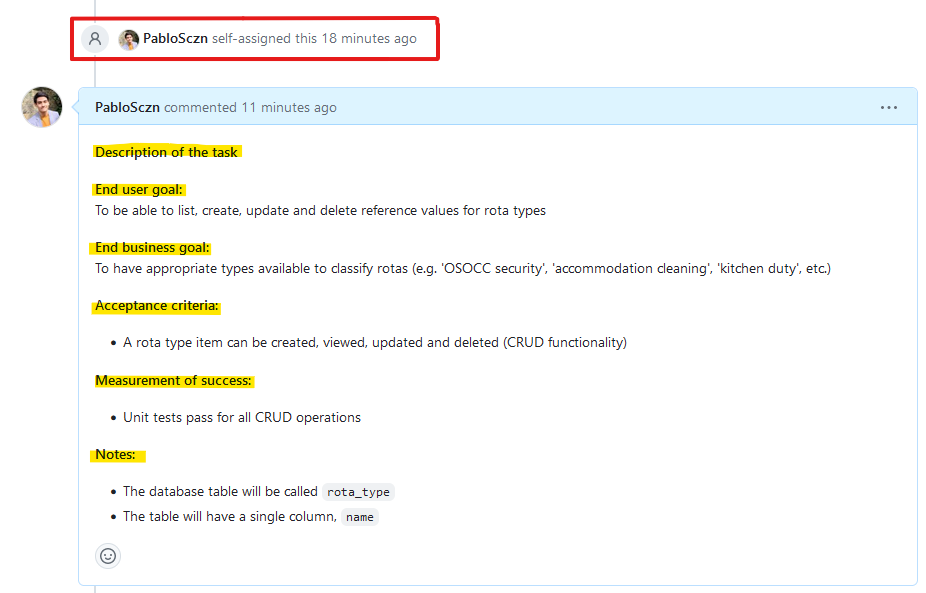 PabloSczn self-assigned this 18 minutes ago
PabloSczn commented 11 minutes ago
Description of the task
End user goal:
To be able to list, create, update and delete reference values for rota types
End business goal:
To have appropriate types available to classify rotas (e.g. 'OSOCC security', 'accommodation cleaning', 'kitchen duty', etc.)
Acceptance criteria:
• A rota type item can be created, viewed, updated and deleted (CRUD functionality)
Measurement of success:
• Unit tests pass for all CRUD operations
Notes:
• The database table will be called rota_type
• The table will have a single column, name